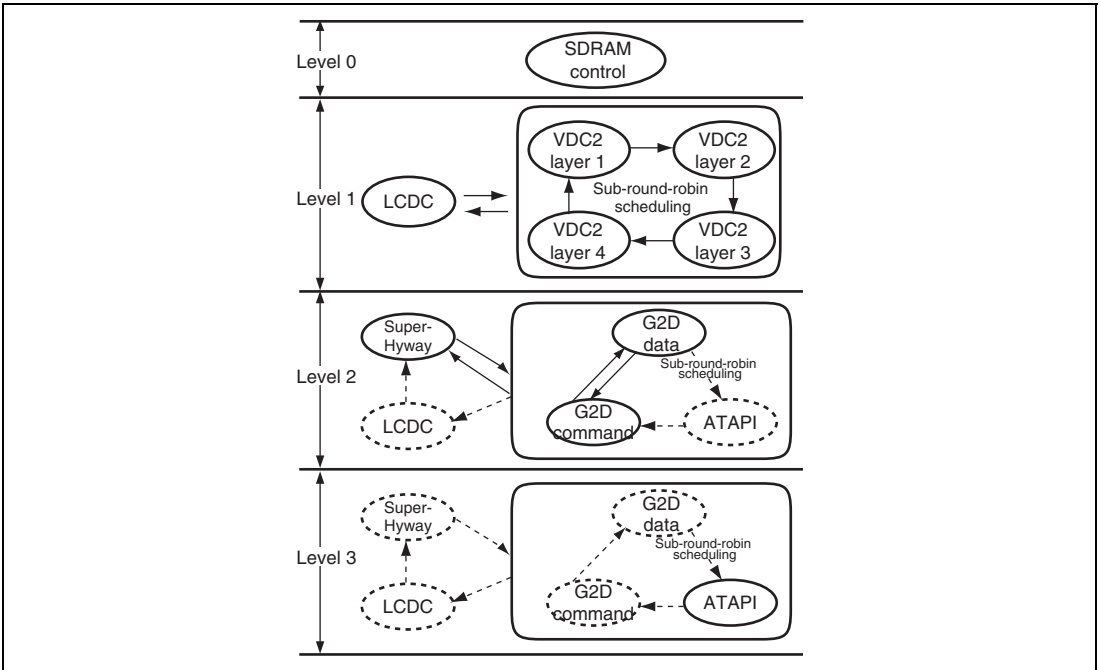 Level 0
SDRAM
control
Level 1
LCDC
VDC2
layer 1
VDC2
layer 2
Sub-round-robin
scheduling
VDC2
layer 4
VDC2
layer 3
Level 2
Super-
Hyway
LCDC
G2D
data
Sub-round-robin
scheduling
G2D
command
ATAPI
Level 3
Super-
Hyway
LCDC
G2D
data
Sub-round-robin
scheduling
G2D
command
ATAPI